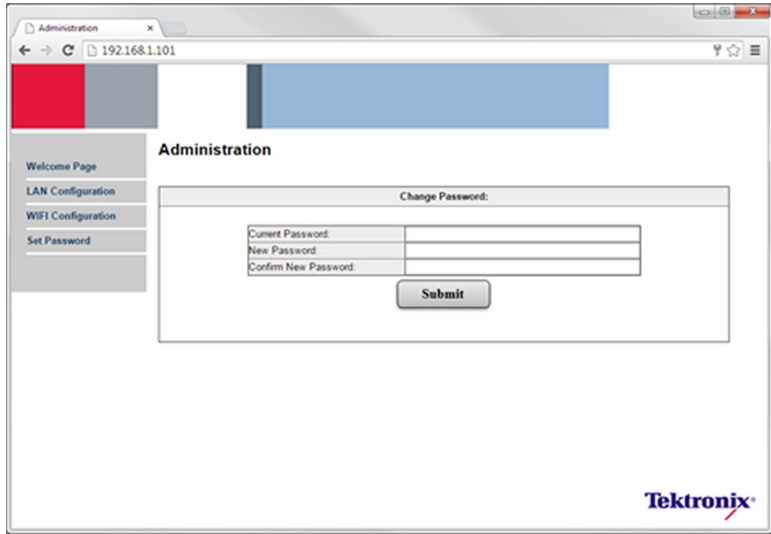 Administration
192.168.1.101
Administration
Welcome Page
LAN Configuration
WIFI Configuration
Set Password
Change Password:
Current Password:
New Password:
Confirm New Password:
Submit
Tektronix